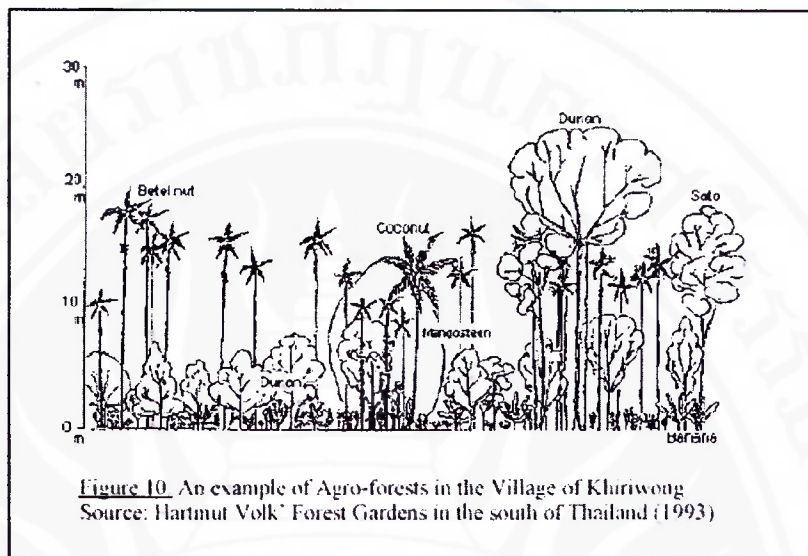 30
m
Durian
20
m
Betel nut
Sato
Coconut
10
m
Mangosteen
Durian
0
m
Banana
Figure 10 An example of Agro-forests in the Village of Khiriwong
Source: Hartmut Volk' Forest Gardens in the south of Thailand (1993)